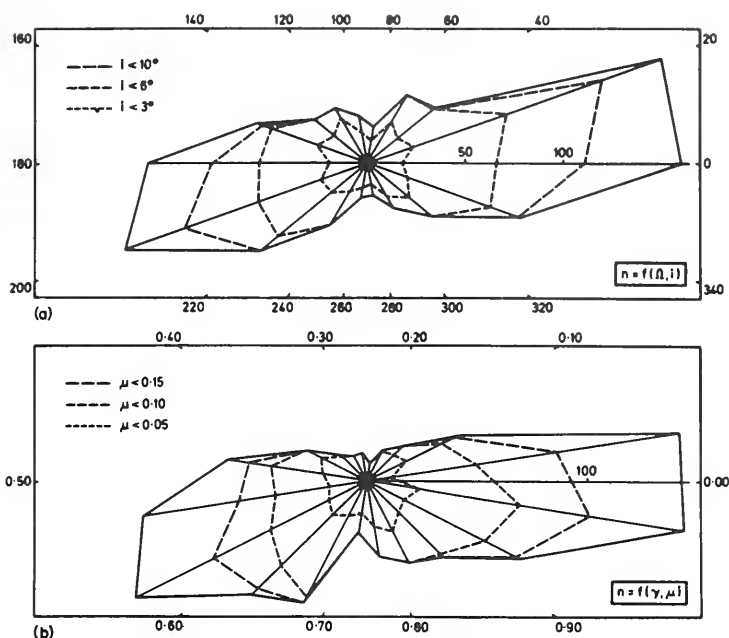 140 120 100 80 60 40
160 20
i < 10°
i < 6°
i < 3°
180 50 100 0
n = f(Ω, i)
200 340
(a) 220 240 260 280 300 320
0·40 0·30 0·20 0·10
μ < 0·15
μ < 0·10
μ < 0·05
0·50 100 0·00
n = f(γ, μ)
(b) 0·60 0·70 0·80 0·90